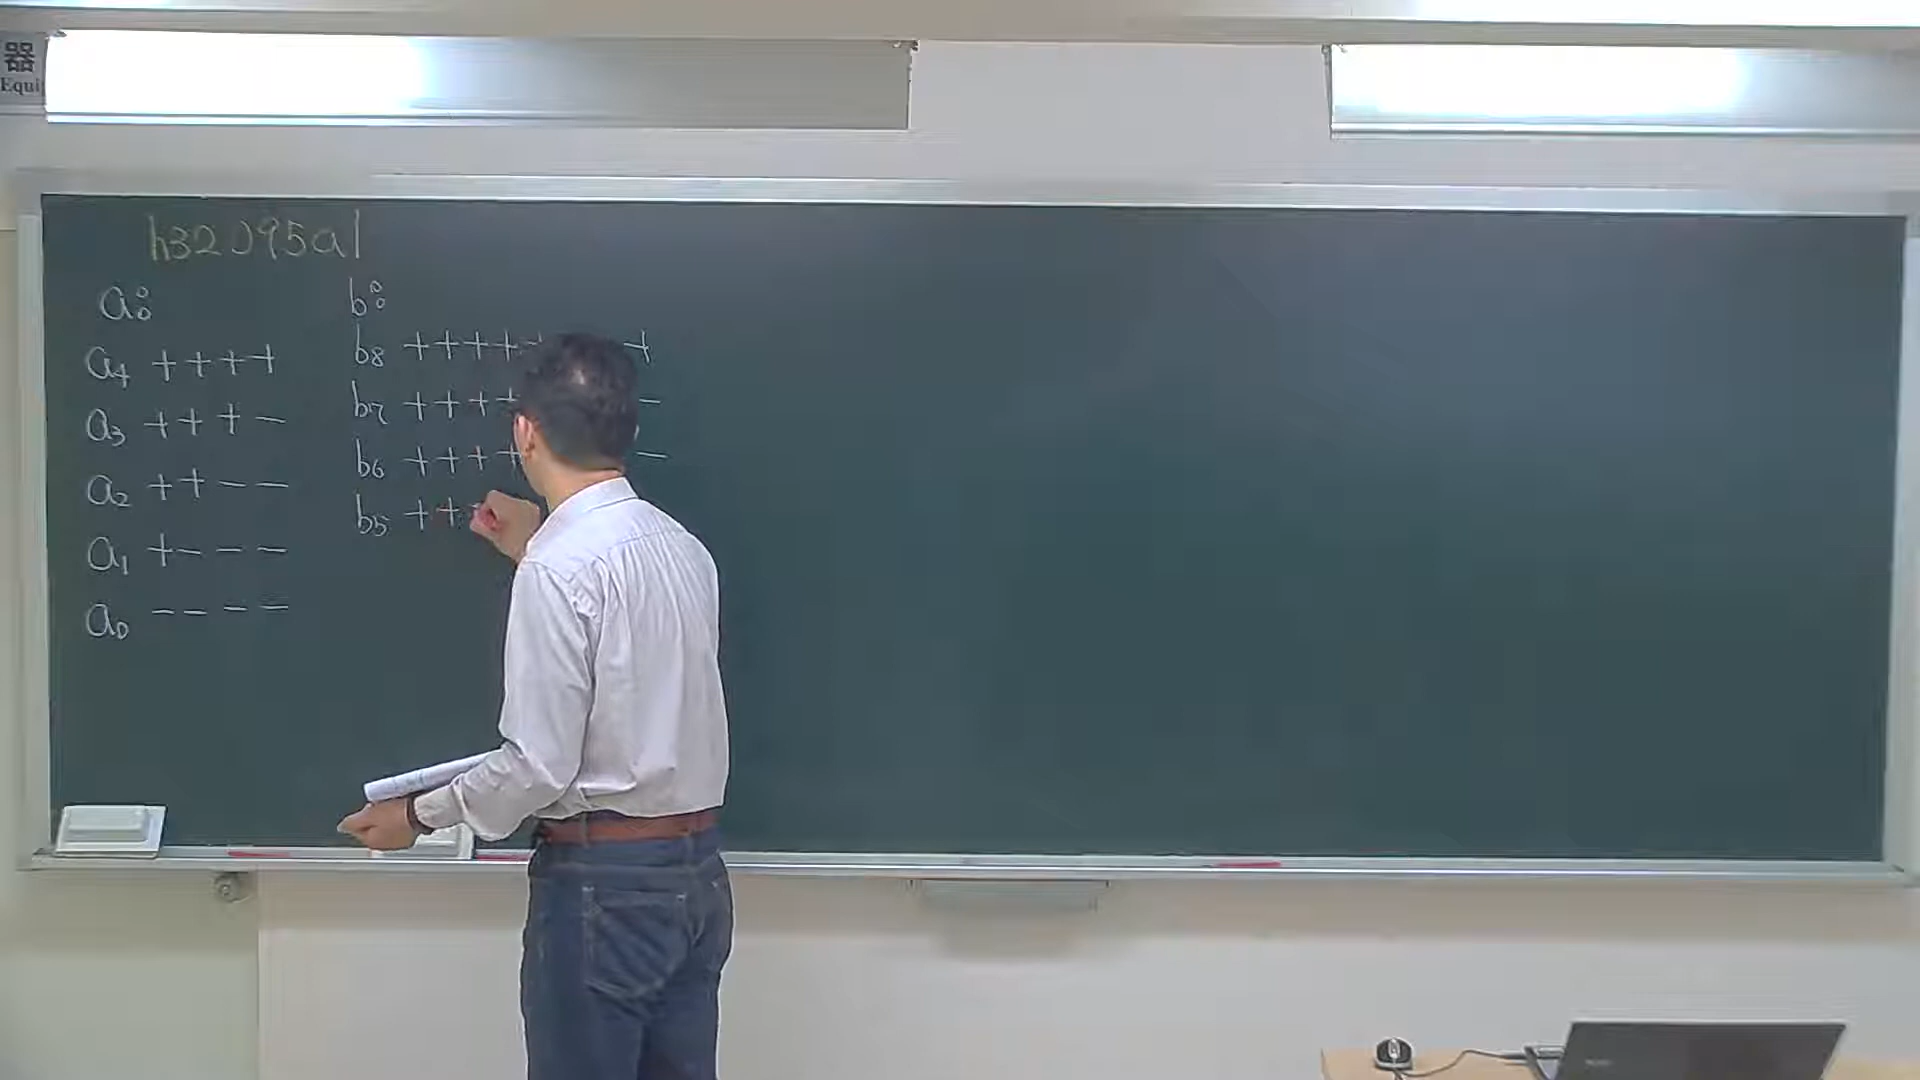 器
Equi
h32095a1
a:
a4 ++++
a3 +++-
a2 ++--
a1 +---
a0 ----
b:
b8 ++++ +
b7 ++++ -
b6 ++++ -
b5 ++